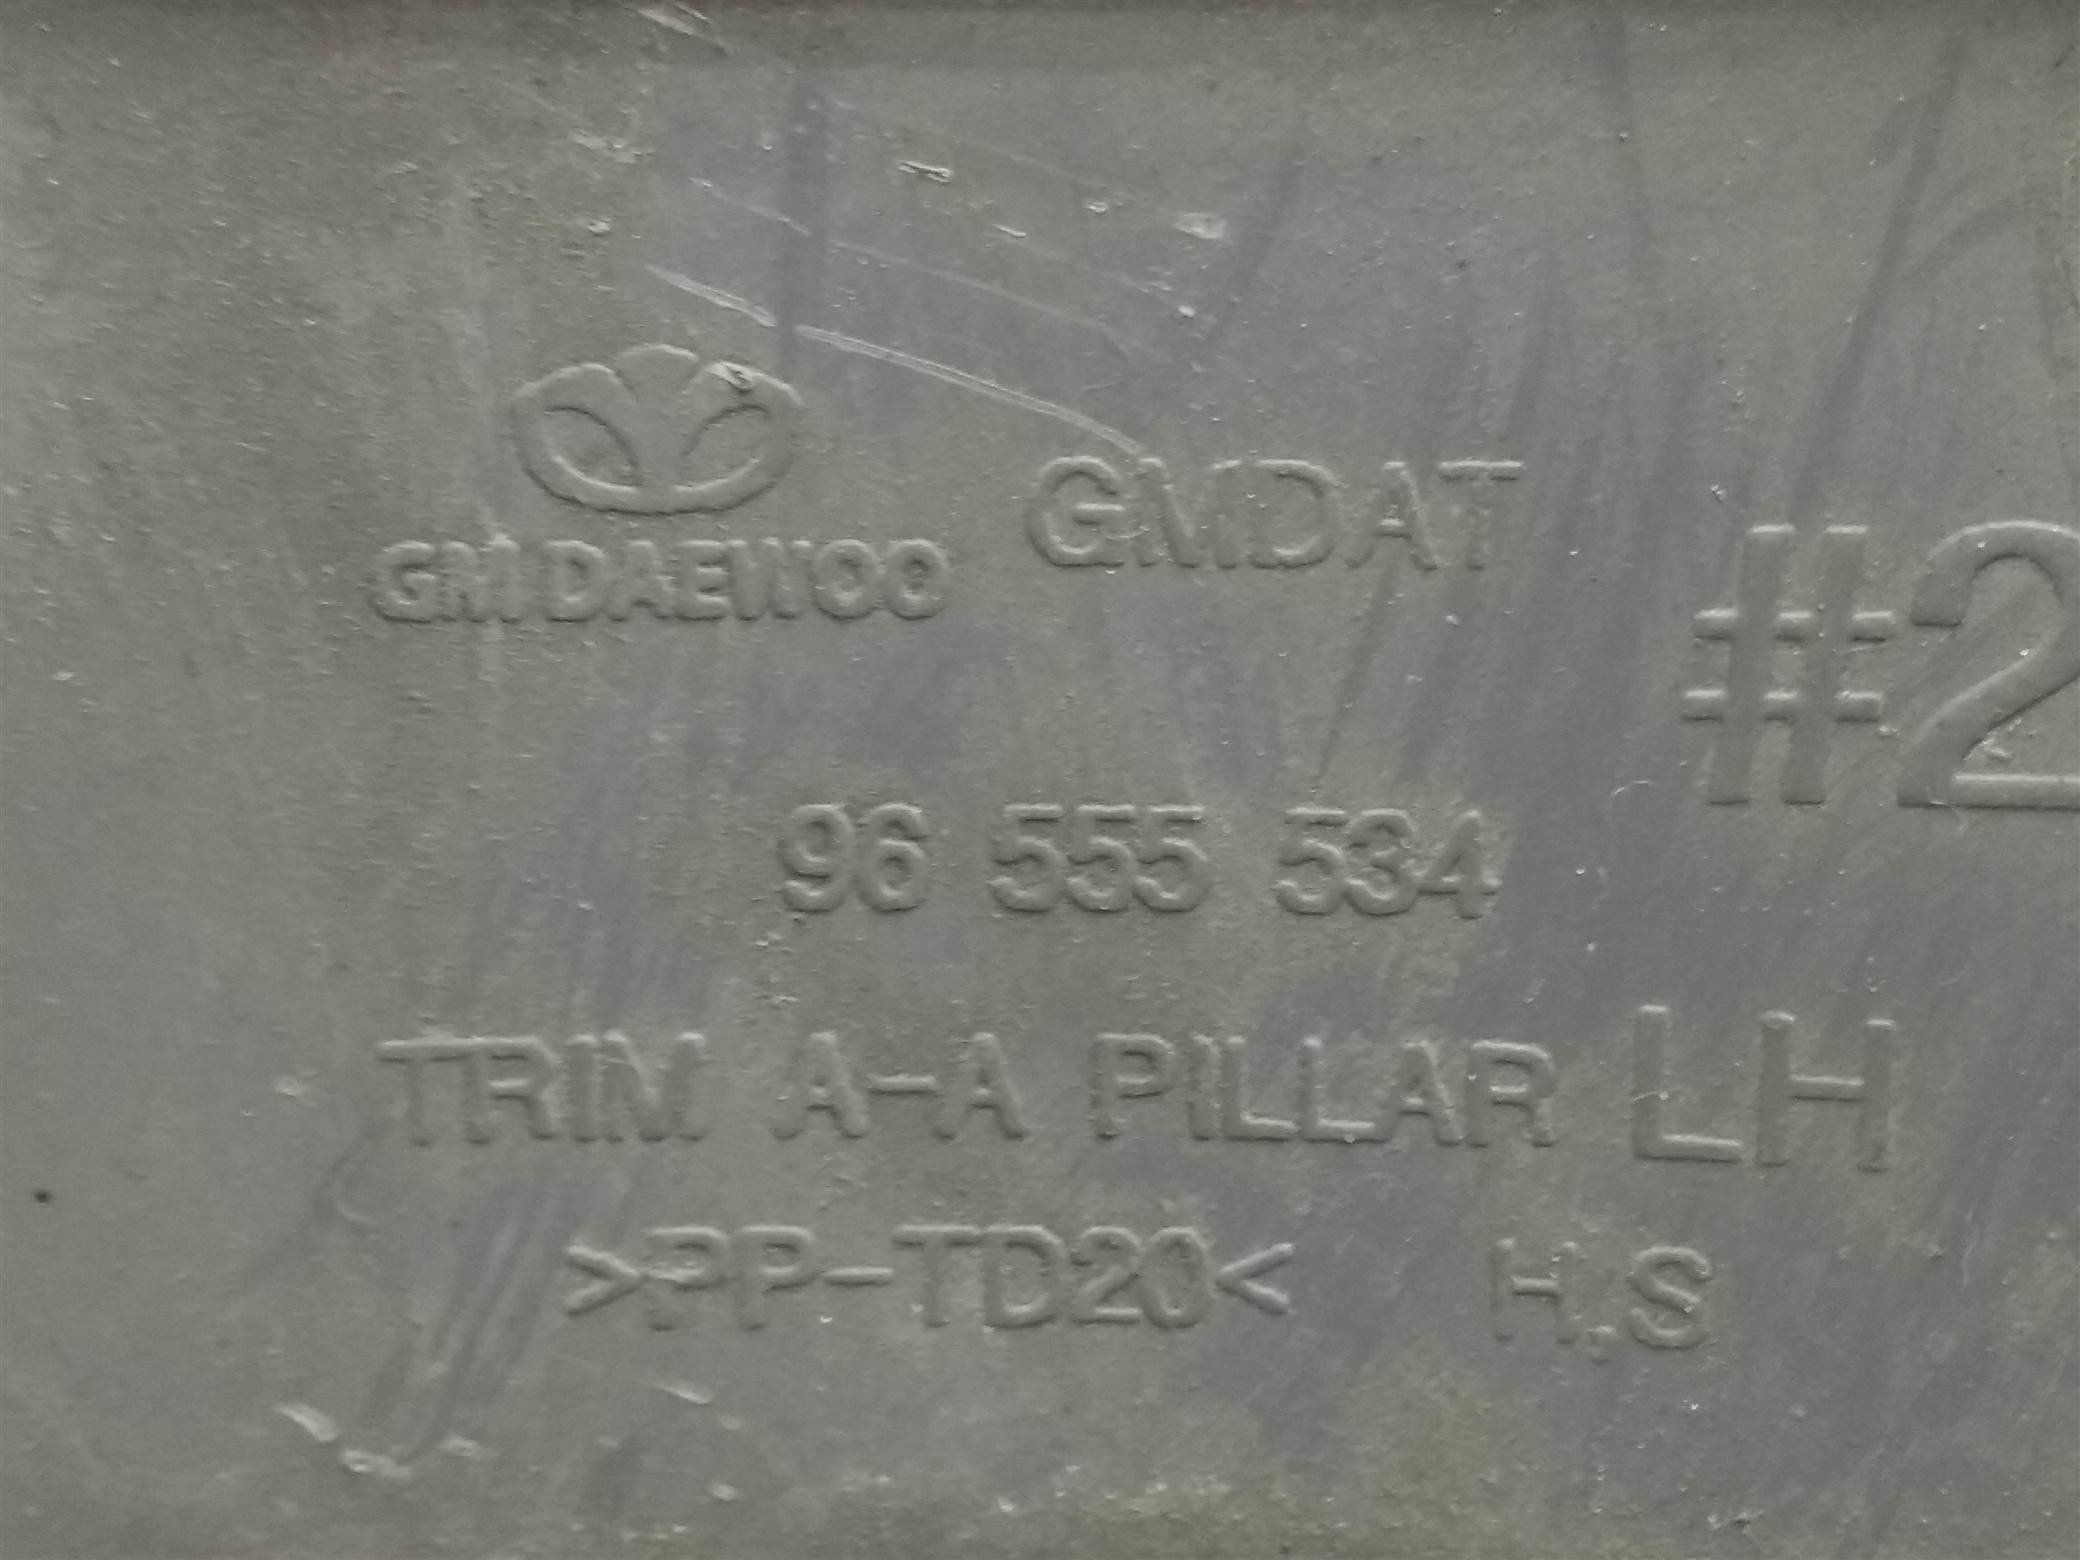 GM DAEWOO GMDAT
#2
96 555 534
TRIM A-A PILLAR LH
>PP-TD20< H.S